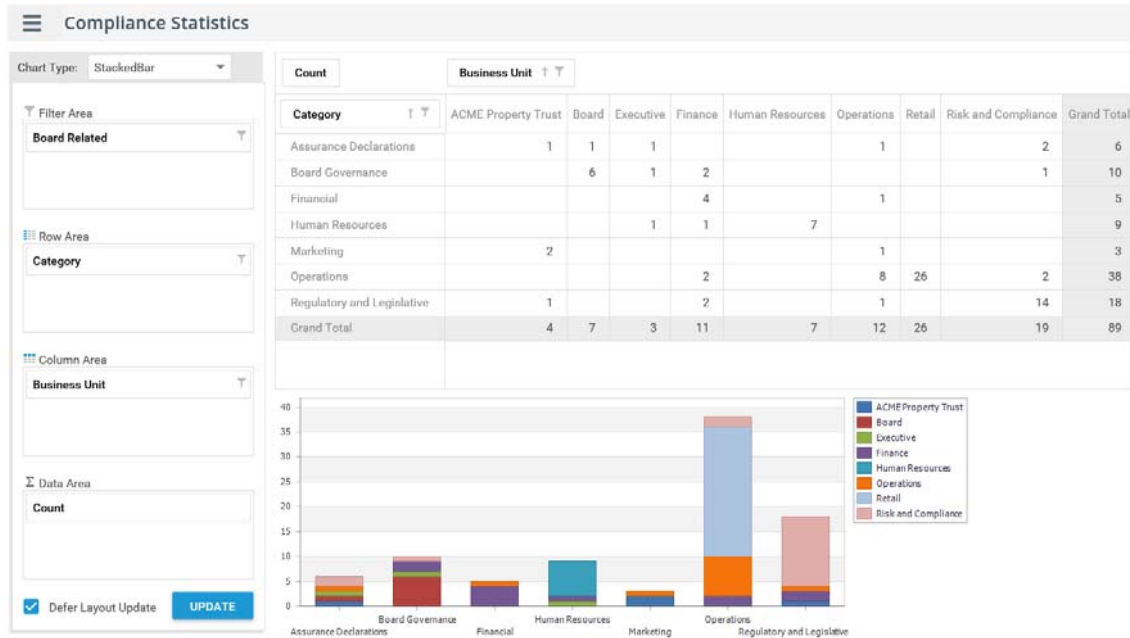 Compliance Statistics
Chart Type: StackedBar
Filter Area
Board Related
Row Area
Category
Column Area
Business Unit
Σ Data Area
Count
Defer Layout Update UPDATE
Count Business Unit
Category ACME Property Trust Board Executive Finance Human Resources Operations Retail Risk and Compliance Grand Total
Assurance Declarations 1 1 1 1 2 6
Board Governance 6 1 2 1 10
Financial 4 1 5
Human Resources 1 1 7 9
Marketing 2 1 3
Operations 2 8 26 2 38
Regulatory and Legislative 1 2 1 14 18
Grand Total 4 7 3 11 7 12 26 19 89
40
35
30
25
20
15
10
5
0
Board Governance Human Resources Operations
Assurance Declarations Financial Marketing Regulatory and Legislative
ACME Property Trust
Board
Executive
Finance
Human Resources
Operations
Retail
Risk and Compliance